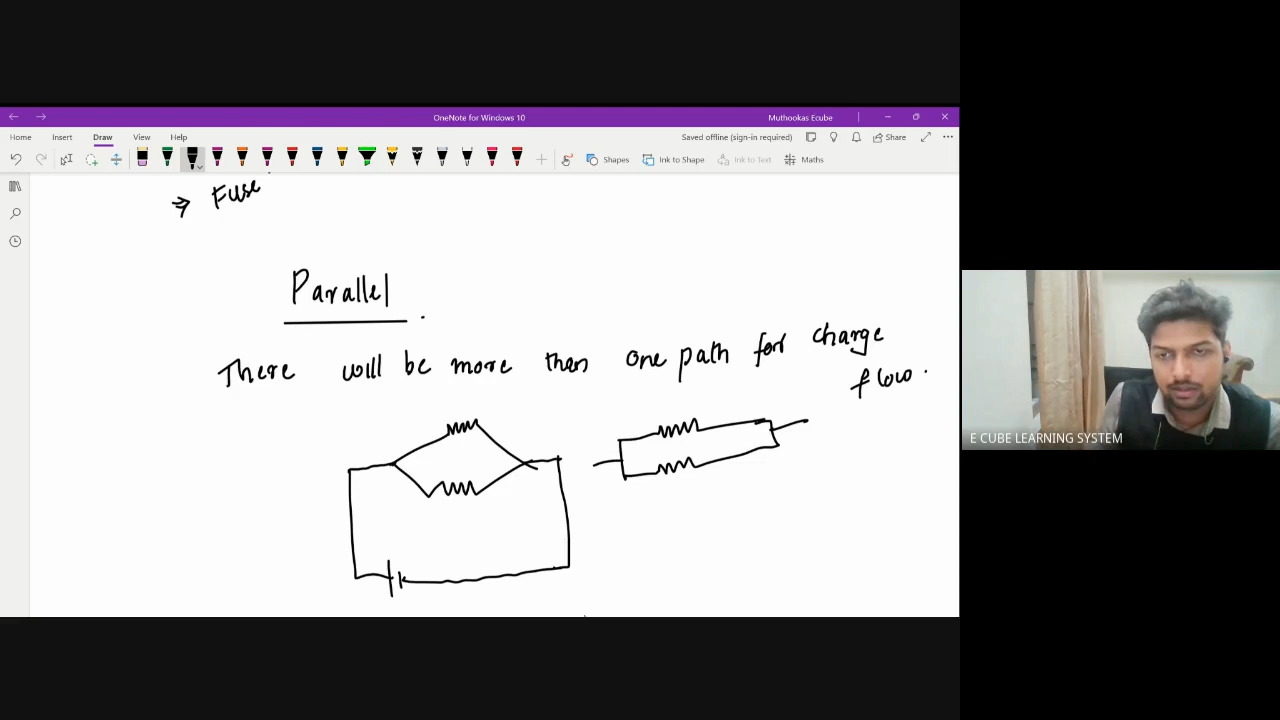 OneNote for Windows 10
Muthookas Ecube
Home Insert Draw View Help
Saved offline (sign-in required) Share
Shapes Ink to Shape Ink to Text Maths
⇒ Fuse
Parallel.
There will be more then one path for charge
flow.
E CUBE LEARNING SYSTEM